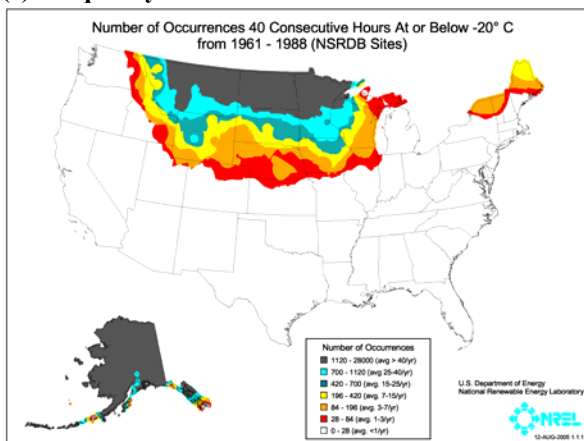 Number of Occurrences 40 Consecutive Hours At or Below -20° C
from 1961 - 1988 (NSRDB Sites)
Number of Occurrences
1120 - 28000 (avg > 40/yr)
700 - 1120 (avg 25-40/yr)
420 - 700 (avg. 15-25/yr)
196 - 420 (avg. 7-15/yr)
84 - 196 (avg. 3-7/yr)
28 - 84 (avg. 1-3/yr)
0 - 28 (avg. <1/yr)
U.S. Department of Energy
National Renewable Energy Laboratory
NREL
12-AUG-2005 1.1.1